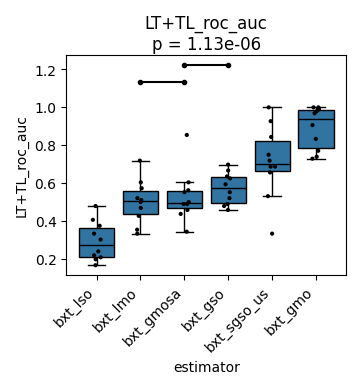 LT+TL_roc_auc
p = 1.13e-06
LT+TL_roc_auc
1.2
1.0
0.8
0.6
0.4
0.2
bxt_lso
bxt_lmo
bxt_gmosa
bxt_gso
bxt_sgso_us
bxt_gmo
estimator